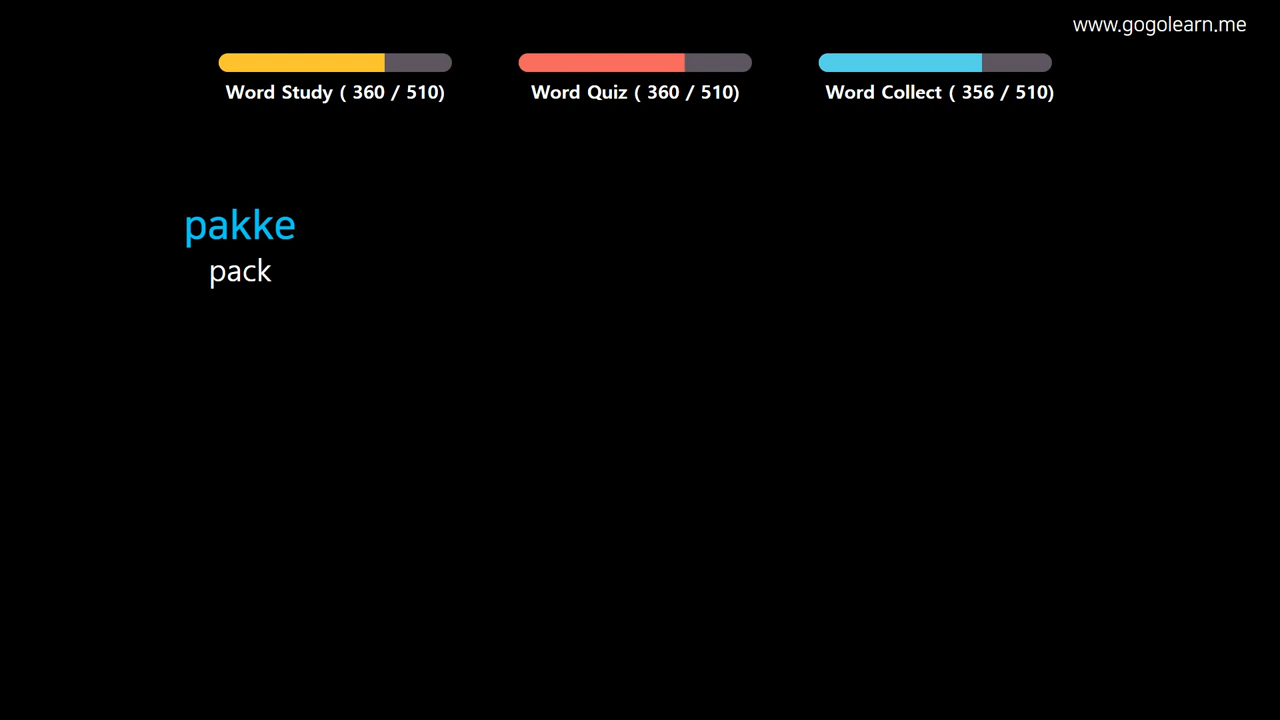 www.gogolearn.me
Word Study ( 360 / 510)
Word Quiz ( 360 / 510)
Word Collect ( 356 / 510)
pakke
pack